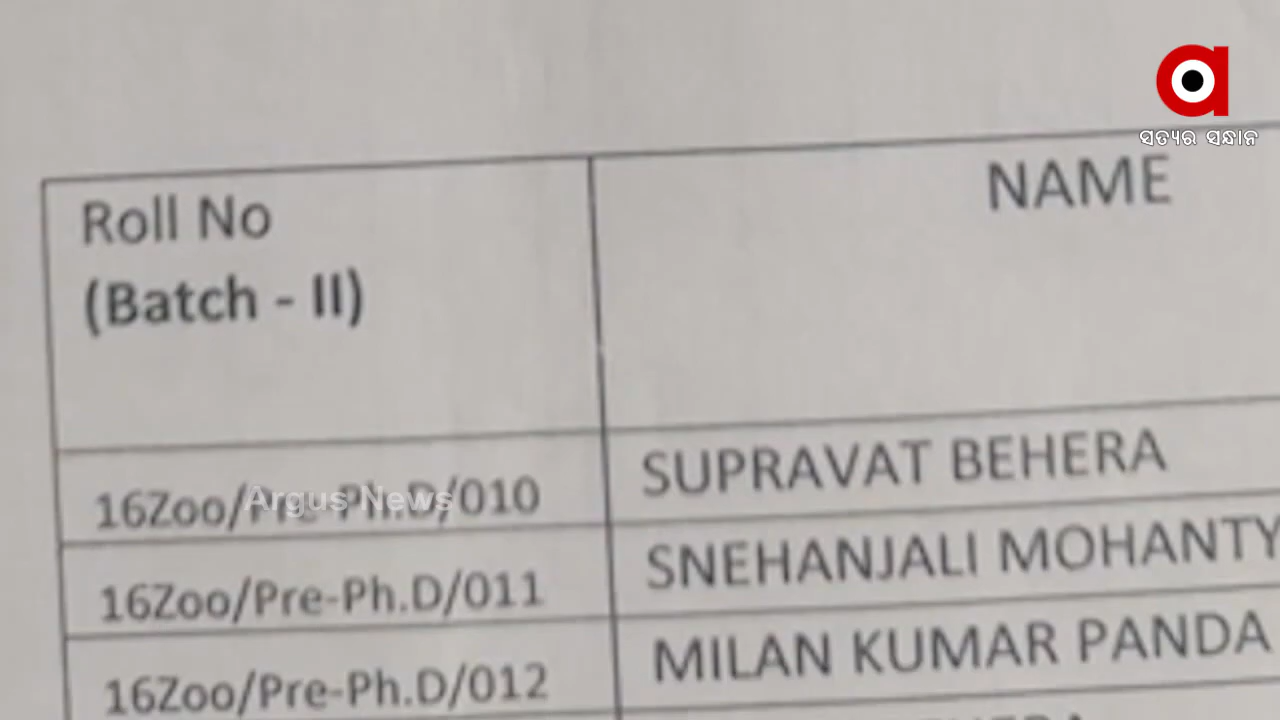 ସତ୍ୟର ସନ୍ଧାନ
Roll No
(Batch - II)
NAME
16Zoo/Pre-Ph.D/010
SUPRAVAT BEHERA
Argus News
16Zoo/Pre-Ph.D/011
SNEHANJALI MOHANTY
16Zoo/Pre-Ph.D/012
MILAN KUMAR PANDA